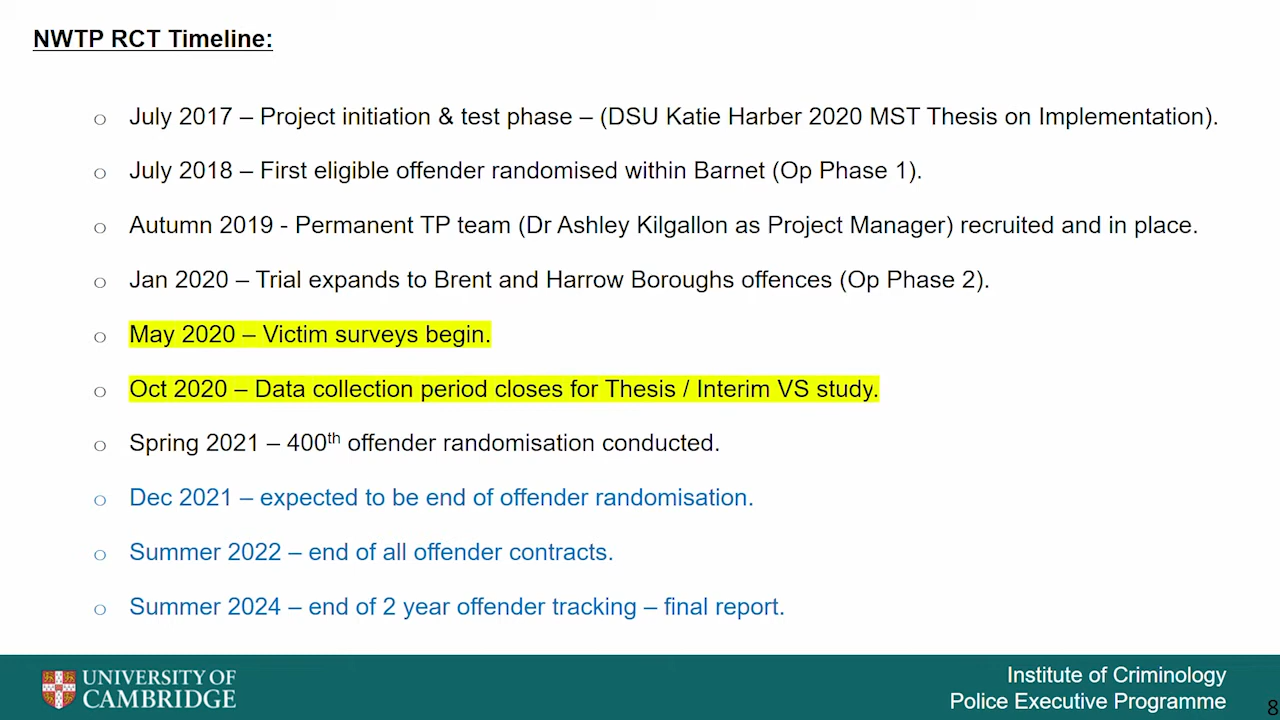 NWTP RCT Timeline:
o July 2017 – Project initiation & test phase – (DSU Katie Harber 2020 MST Thesis on Implementation).
o July 2018 – First eligible offender randomised within Barnet (Op Phase 1).
o Autumn 2019 - Permanent TP team (Dr Ashley Kilgallon as Project Manager) recruited and in place.
o Jan 2020 – Trial expands to Brent and Harrow Boroughs offences (Op Phase 2).
o May 2020 – Victim surveys begin.
o Oct 2020 – Data collection period closes for Thesis / Interim VS study.
o Spring 2021 – 400th offender randomisation conducted.
o Dec 2021 – expected to be end of offender randomisation.
o Summer 2022 – end of all offender contracts.
o Summer 2024 – end of 2 year offender tracking – final report.
UNIVERSITY OF
CAMBRIDGE
Institute of Criminology
Police Executive Programme
8